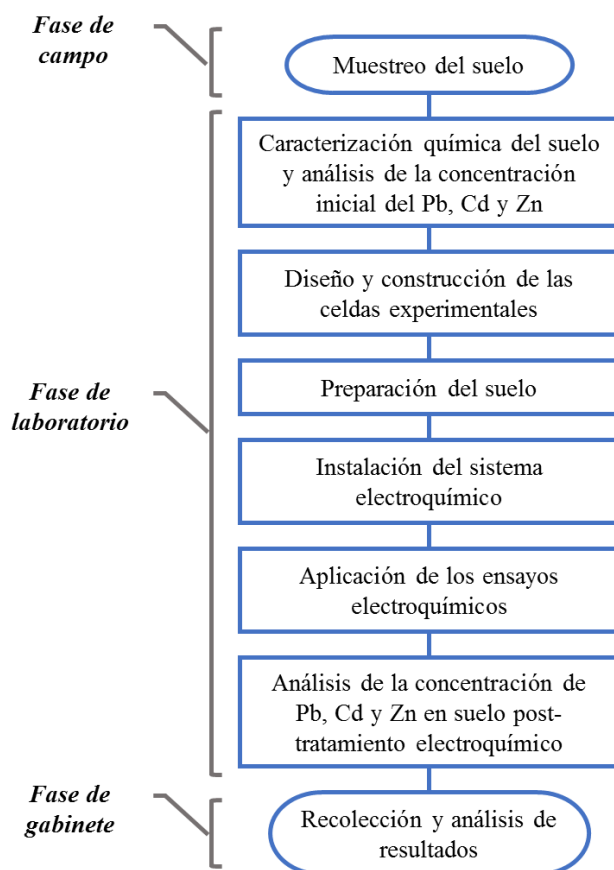 Fase de
campo
Muestreo del suelo
Caracterización química del suelo
y análisis de la concentración
inicial del Pb, Cd y Zn
Diseño y construcción de las
celdas experimentales
Fase de
laboratorio
Preparación del suelo
Instalación del sistema
electroquímico
Aplicación de los ensayos
electroquímicos
Análisis de la concentración de
Pb, Cd y Zn en suelo post-
tratamiento electroquímico
Fase de
gabinete
Recolección y análisis de
resultados